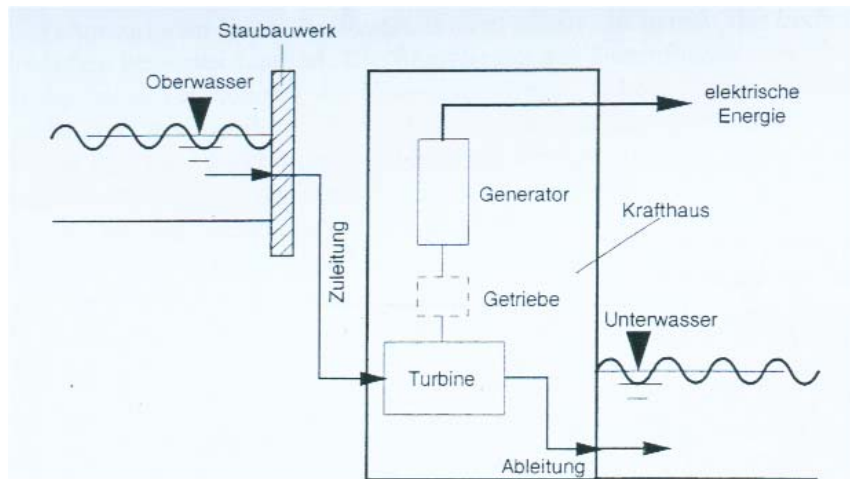 Staubauwerk
Oberwasser
elektrische
Energie
Generator
Krafthaus
Zuleitung
Getriebe
Unterwasser
Turbine
Ableitung